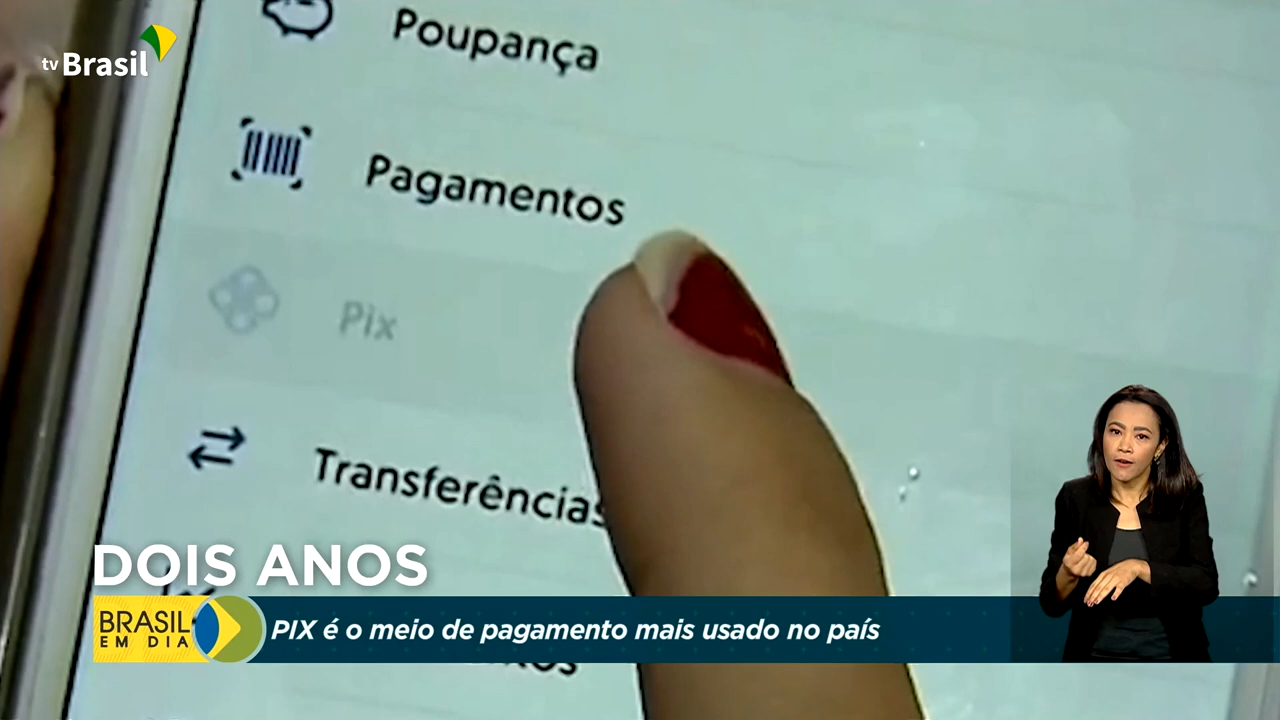 tv Brasil
Poupança
Pagamentos
Pix
Transferências
DOIS ANOS
BRASIL
EM DIA
PIX é o meio de pagamento mais usado no país